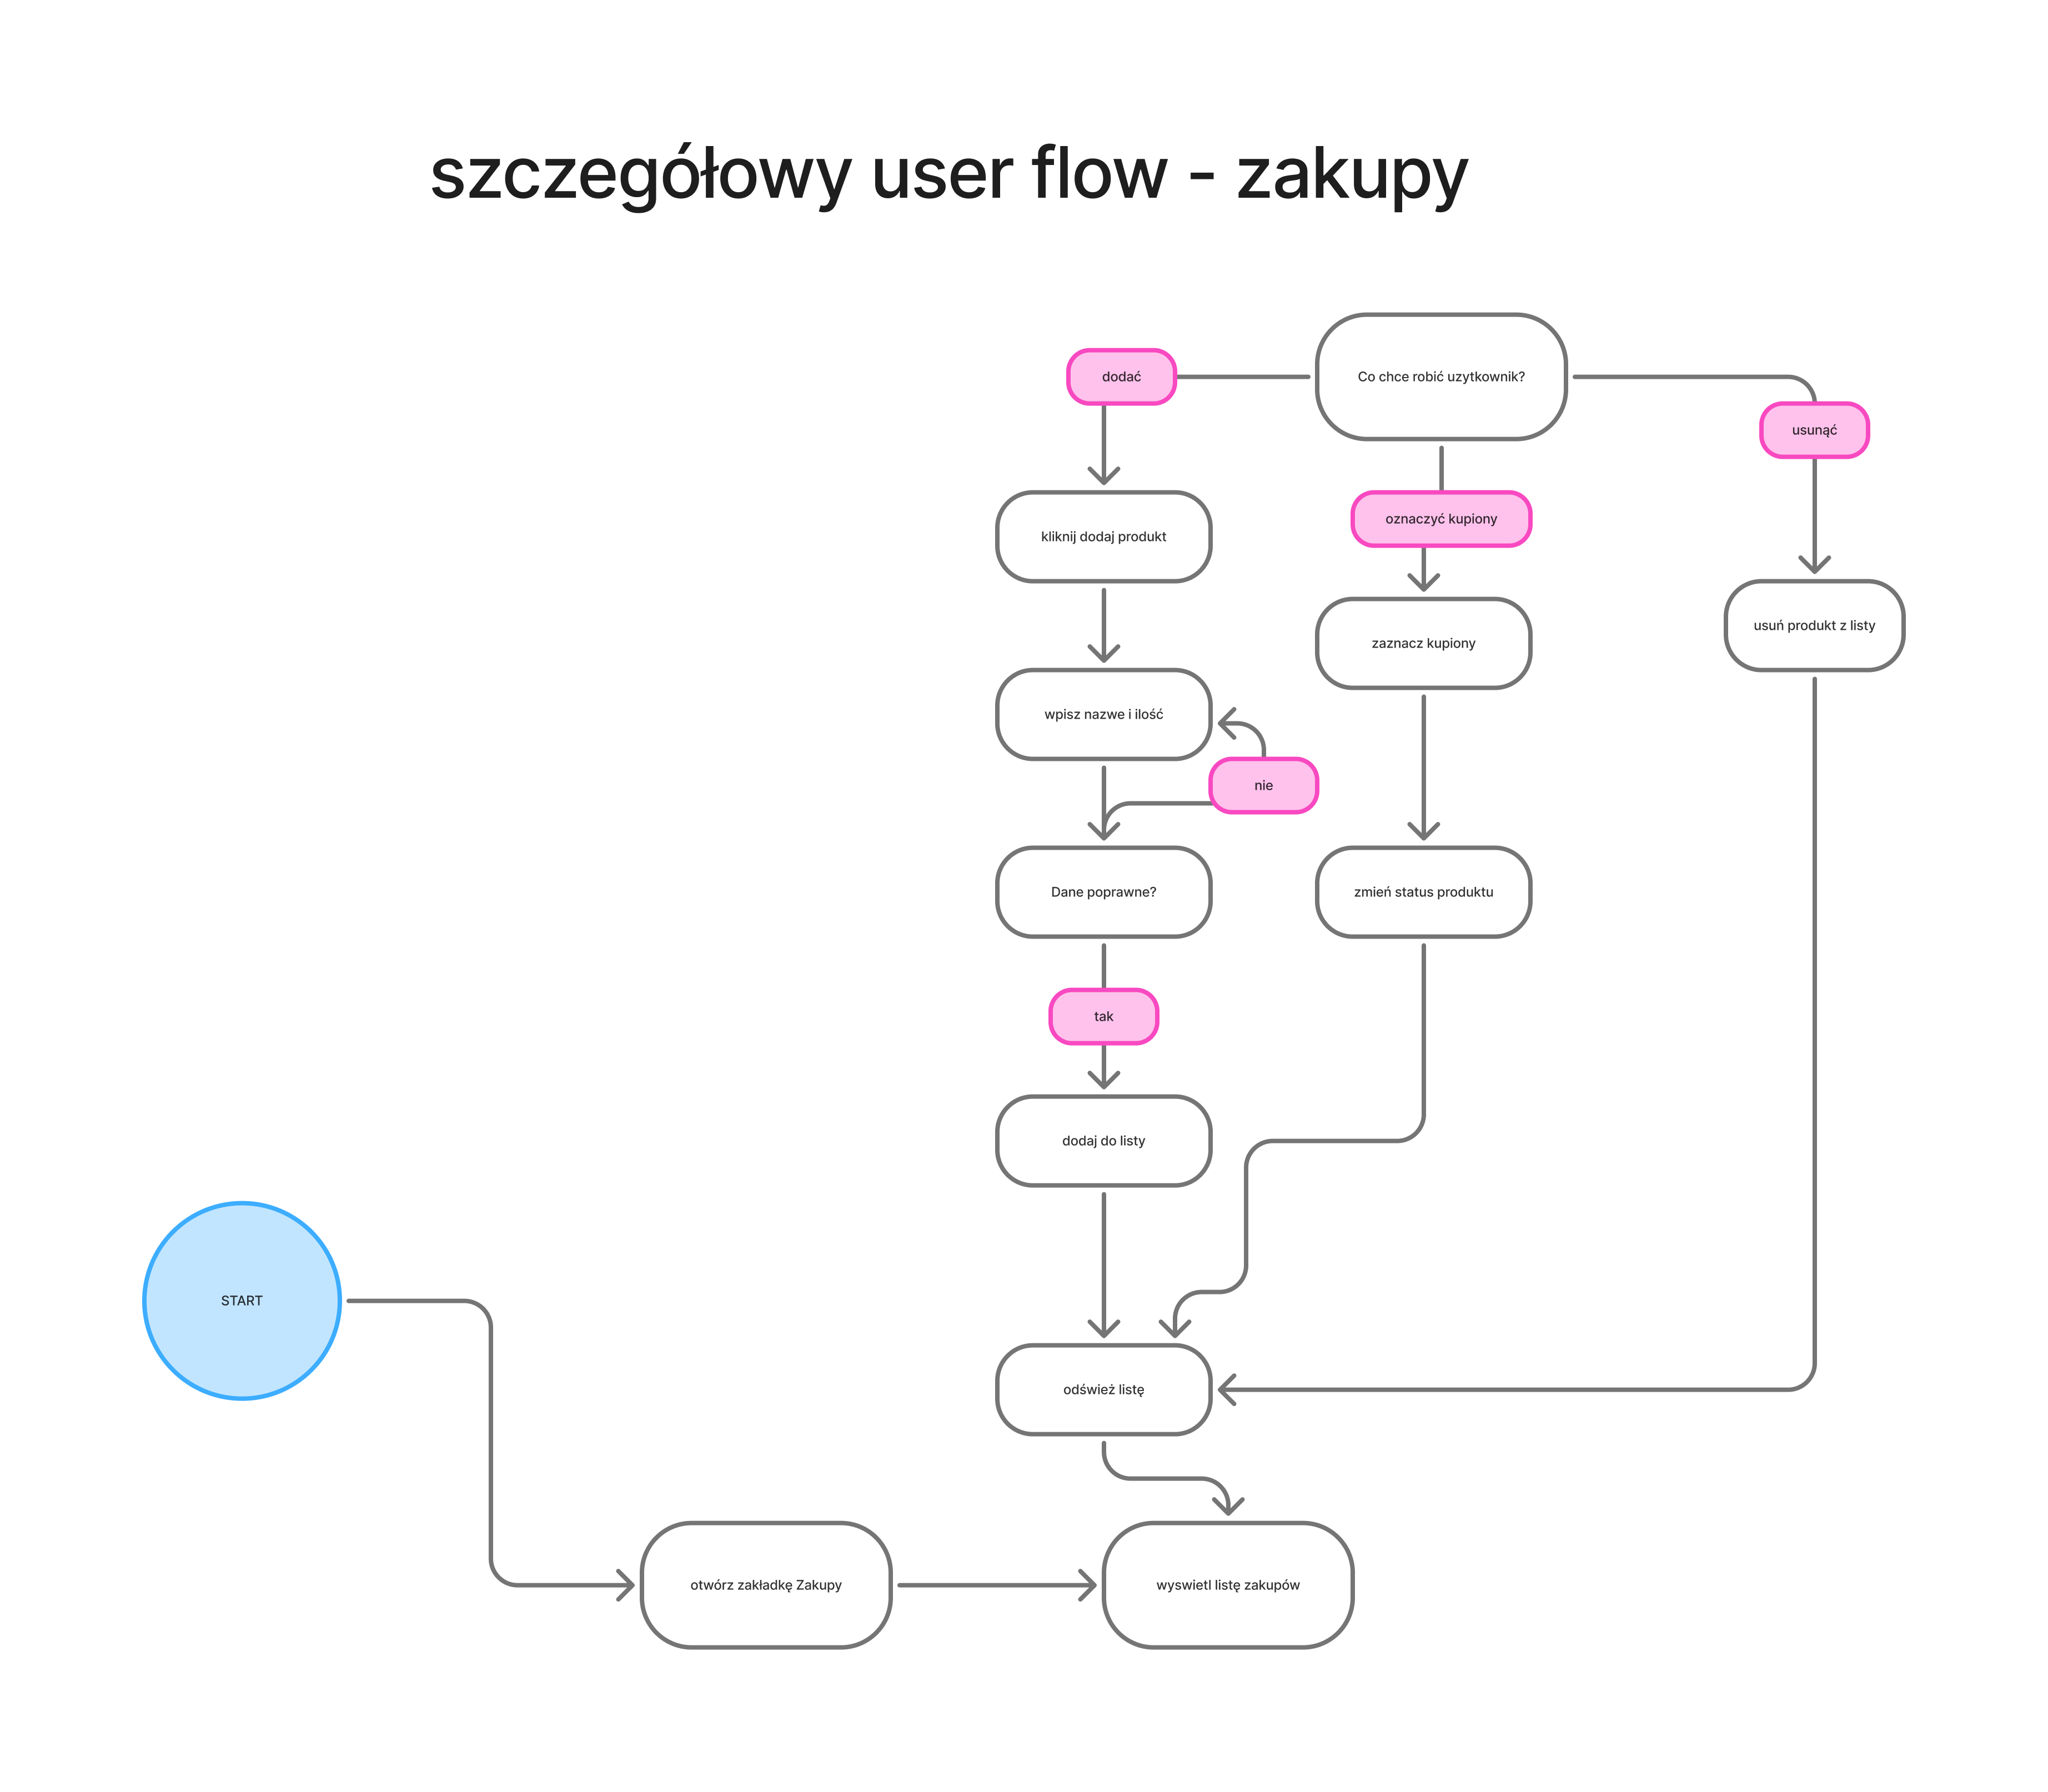 szczegółowy user flow - zakupy
dodać
Co chce robić uzytkownik?
usunąć
oznaczyć kupiony
kliknij dodaj produkt
usuń produkt z listy
zaznacz kupiony
wpisz nazwe i ilość
nie
Dane poprawne?
zmień status produktu
tak
dodaj do listy
START
odśwież listę
otwórz zakładkę Zakupy
wyswietl listę zakupów